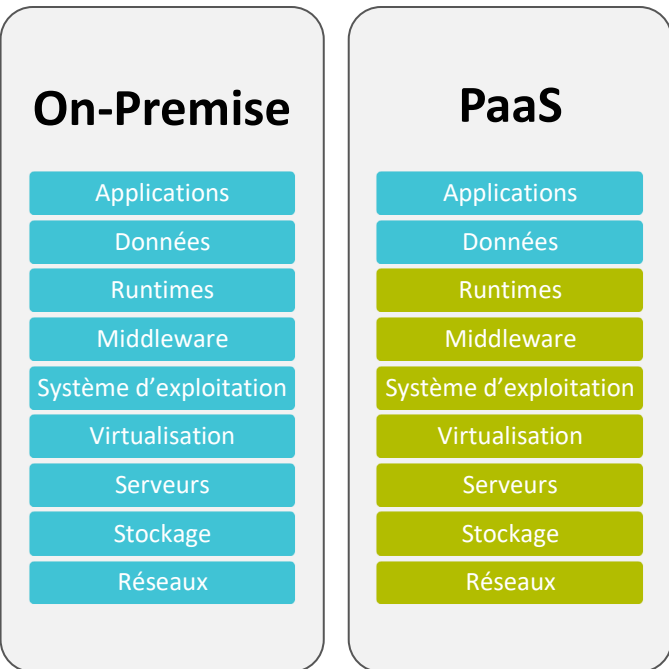 On-Premise
Applications
Données
Runtimes
Middleware
Système d’exploitation
Virtualisation
Serveurs
Stockage
Réseaux
PaaS
Applications
Données
Runtimes
Middleware
Système d’exploitation
Virtualisation
Serveurs
Stockage
Réseaux